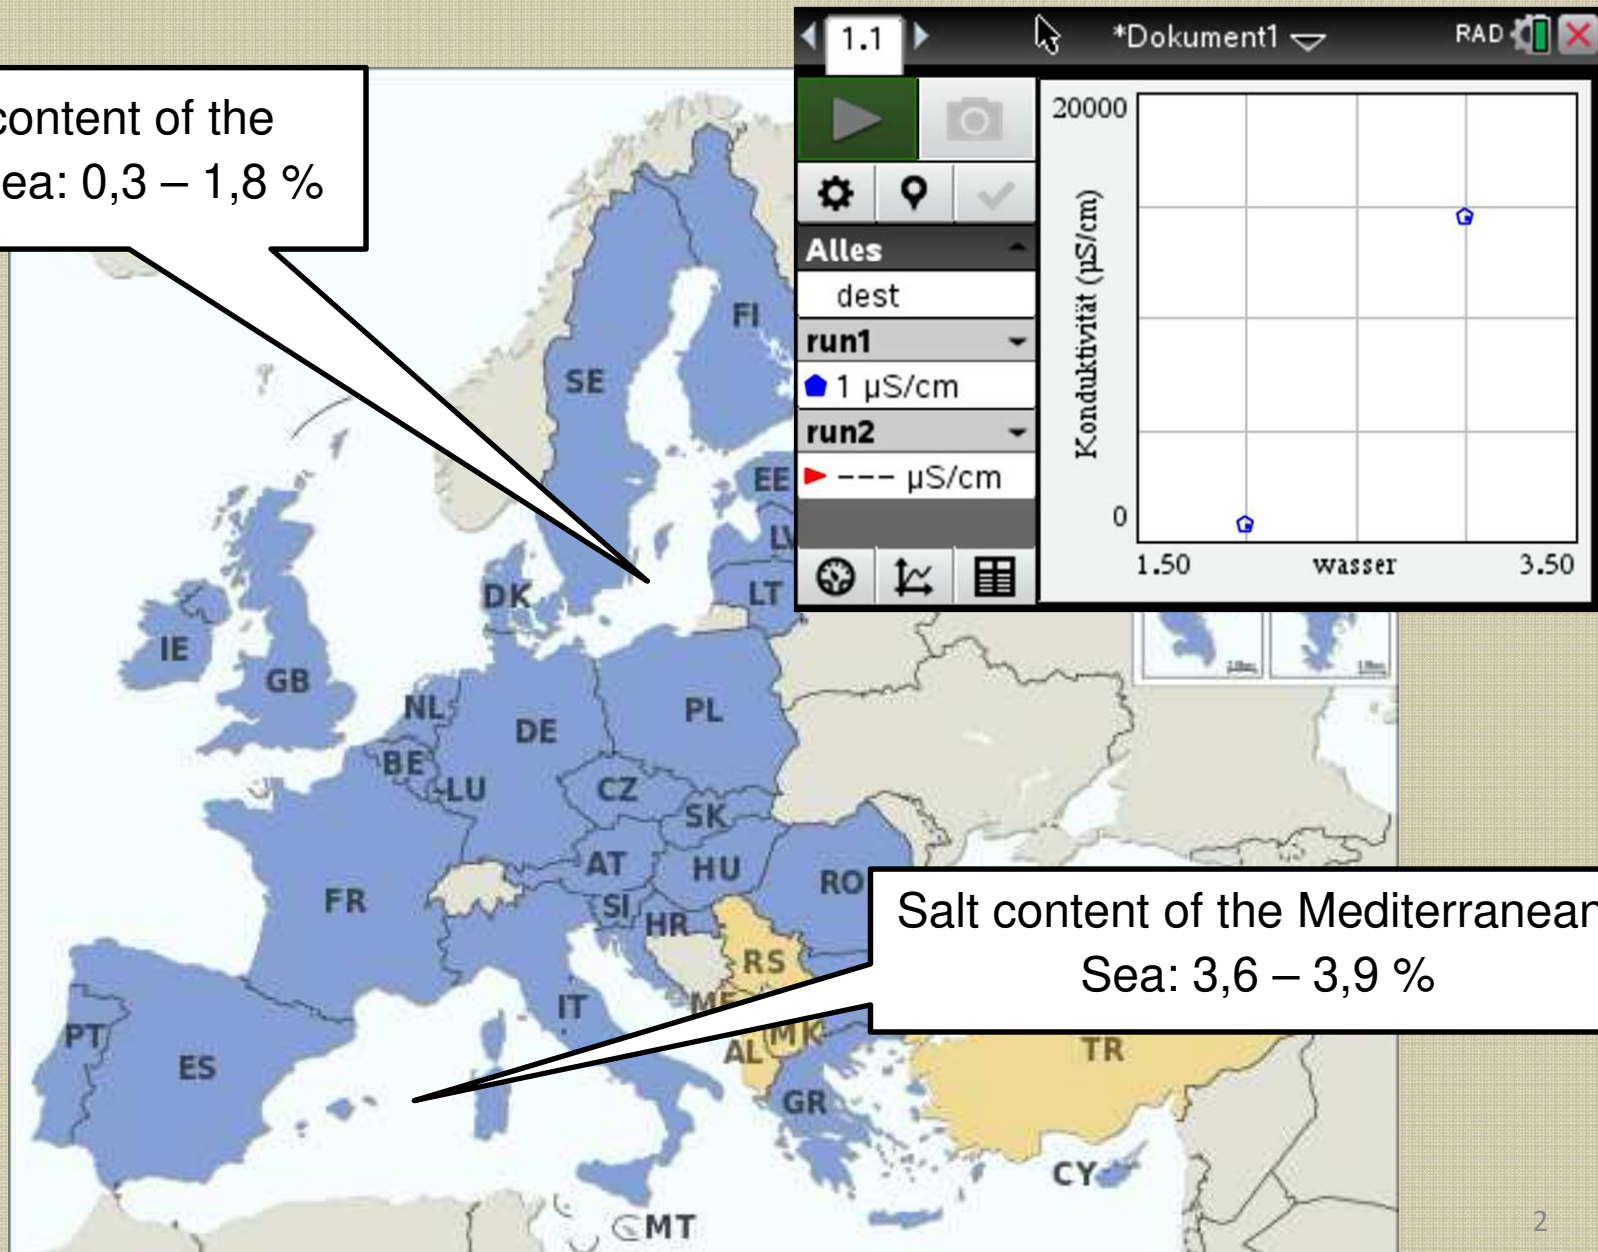 content of the
ea: 0,3 – 1,8 %
1.1
*Dokument1
RAD
Alles
dest
run1
1 µS/cm
run2
--- µS/cm
20000
Konduktivität (µS/cm)
0
1.50
wasser
3.50
FI
SE
EE
LV
LT
DK
IE
GB
NL
DE
PL
BE
LU
CZ
SK
AT
HU
RO
FR
SI
HR
Salt content of the Mediterranean
Sea: 3,6 – 3,9 %
RS
ME
IT
MK
AL
PT
ES
TR
GR
CY
MT
2